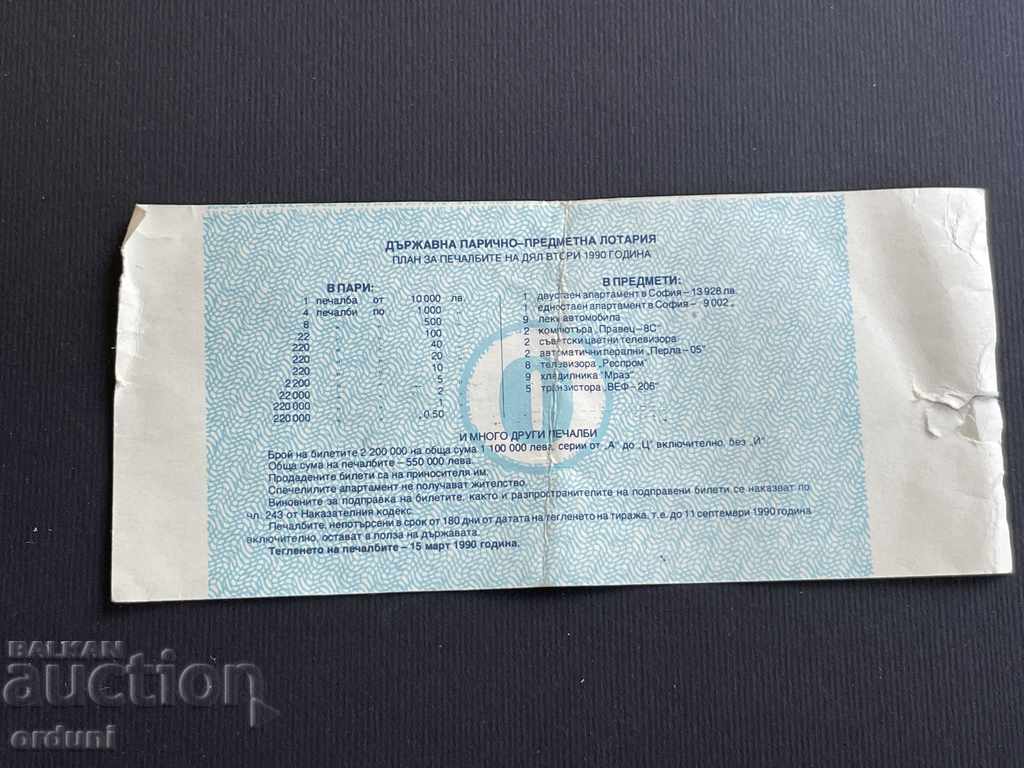 ДЪРЖАВНА ПАРИЧНО–ПРЕДМЕТНА ЛОТАРИЯ
ПЛАН ЗА ПЕЧАЛБИТЕ НА ДЯЛ ВТОРИ 1990 ГОДИНА
В ПАРИ:
1 печалба от 10 000 лв.
4 печалби по 1 000 „
8 „ „ 500 „
22 „ „ 100 „
220 „ „ 40 „
220 „ „ 20 „
220 „ „ 10 „
2 200 „ „ 5 „
22 000 „ „ 2 „
220 000 „ „ 1 „
220 000 „ „ 0.50 „
В ПРЕДМЕТИ:
1 двустаен апартамент в София – 13 928 лв.
1 едностаен апартамент в София – 9 002 „
9 леки автомобила
2 компютъра „Правец–8С“
2 съветски цветни телевизора
2 автоматични перални „Перла–05“
8 телевизора „Респром“
9 хладилника "Мраз"
5 транзистора „ВЕФ–206“
И МНОГО ДРУГИ ПЕЧАЛБИ
Брой на билетите 2 200 000 на обща сума 1 100 000 лева, серии от „А“ до „Ц“ включително, без „Й“
Обща сума на печалбите – 550 000 лева.
Продадените билети са на приносителя им.
Спечелилите апартамент не получават жителство.
Виновните за подправка на билетите, както и разпространителите на подправени билети се наказват по
чл. 243 от Наказателния кодекс.
Печалбите, непотърсени в срок от 180 дни от датата на тегленето на тиража, т.е. до 11 септември 1990 година
включително, остават в полза на държавата.
Тегленето на печалбите – 15 март 1990 година.
BALKAN
auction
orduni